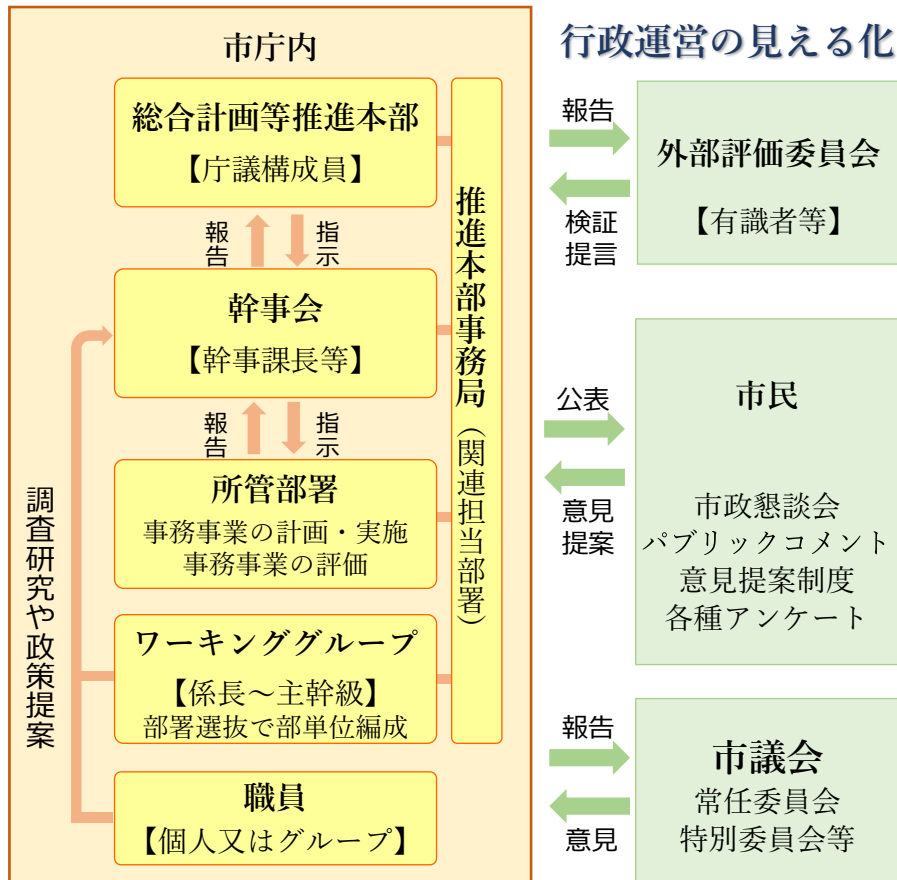 市庁内
総合計画等推進本部
【庁議構成員】
報告
指示
幹事会
【幹事課長等】
報告
指示
所管部署
事務事業の計画・実施
事務事業の評価
ワーキンググループ
【係長～主幹級】
部署選抜で部単位編成
職員
【個人又はグループ】
調査研究や政策提案
推進本部事務局（関連担当部署）
行政運営の見える化
報告
検証
提言
外部評価委員会
【有識者等】
公表
意見
提案
市民
市政懇談会
パブリックコメント
意見提案制度
各種アンケート
報告
意見
市議会
常任委員会
特別委員会等